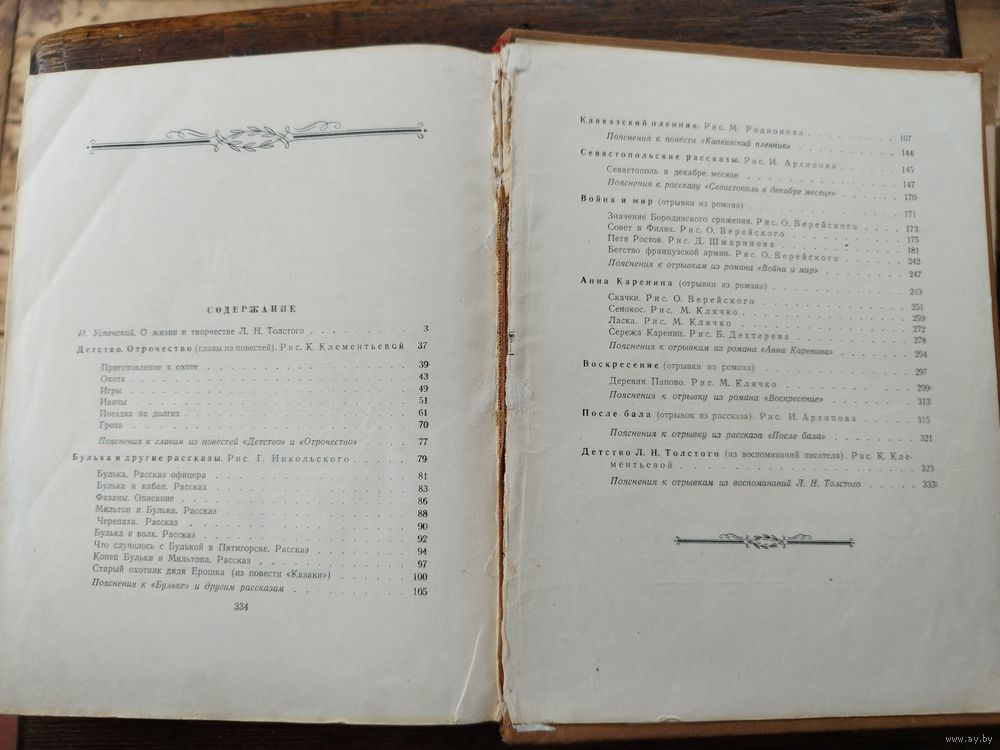 СОДЕРЖАНИЕ
И. Успенский. О жизни и творчестве Л. Н. Толстого . . . . . . . . 3
Детство. Отрочество (главы из повестей). Рис. К. Клементьевой 37
Приготовление к охоте . . . . . . . . 39
Охота . . . . . . . . 43
Игры . . . . . . . . 49
Ивины . . . . . . . . 51
Поездка на долгих . . . . . . . . 61
Гроза . . . . . . . . 70
Пояснения к главам из повестей «Детство» и «Отрочество» . . . . 77
Булька и другие рассказы. Рис. Г. Никольского . . . . 79
Булька. Рассказ офицера . . . . . . . . 81
Булька и кабан. Рассказ . . . . . . . . 83
Фазаны. Описание . . . . . . . . 86
Мильтон и Булька. Рассказ . . . . . . . . 88
Черепаха. Рассказ . . . . . . . . 90
Булька и волк. Рассказ . . . . . . . . 92
Что случилось с Булькой в Пятигорске. Рассказ . . . . . . . . 94
Конец Бульки и Мильтона. Рассказ . . . . . . . . 97
Старый охотник дядя Ерошка (из повести «Казаки») . . . . . . 100
Пояснения к «Бульке» и другим рассказам . . . . . . . . 105
334
Кавказский пленник. Рис. М. Родионова . . . . . . . . 107
Пояснения к повести «Кавказский пленник» . . . . . . . . 144
Севастопольские рассказы. Рис. И. Архипова . . . . . . 145
Севастополь в декабре месяце . . . . . . . . 147
Пояснения к рассказу «Севастополь в декабре месяце» . . . . . . 170
Война и мир (отрывки из романа) . . . . . . . . 171
Значение Бородинского сражения. Рис. О. Верейского . . . . 173
Совет в Филях. Рис. О. Верейского . . . . . . . . 175
Петя Ростов. Рис. Д. Шмаринова . . . . . . . . 181
Бегство французской армии. Рис. О. Верейского . . . . . . 242
Пояснения к отрывкам из романа «Война и мир» . . . . . . 247
Анна Каренина (отрывки из романа) . . . . . . . . 249
Скачки. Рис. О. Верейского . . . . . . . . 251
Сенокос. Рис. М. Клячко . . . . . . . . 259
Ласка. Рис. М. Клячко . . . . . . . . 272
Сережа Каренин. Рис. Б. Дехтерева . . . . . . . . 278
Пояснения к отрывкам из романа «Анна Каренина» . . . . . . 294
Воскресение (отрывки из романа) . . . . . . . . 297
Деревня Паново. Рис. М. Клячко . . . . . . . . 299
Пояснения к отрывку из романа «Воскресение» . . . . . . 313
После бала (отрывок из рассказа). Рис. И. Архипова . . . . 315
Пояснения к отрывку из рассказа «После бала» . . . . . . 321
Детство Л. Н. Толстого (из воспоминаний писателя). Рис. К. Кле-
ментьевой . . . . . . . . 323
Пояснения к отрывкам из воспоминаний Л. Н. Толстого . . . . . . 333
www.ay.by